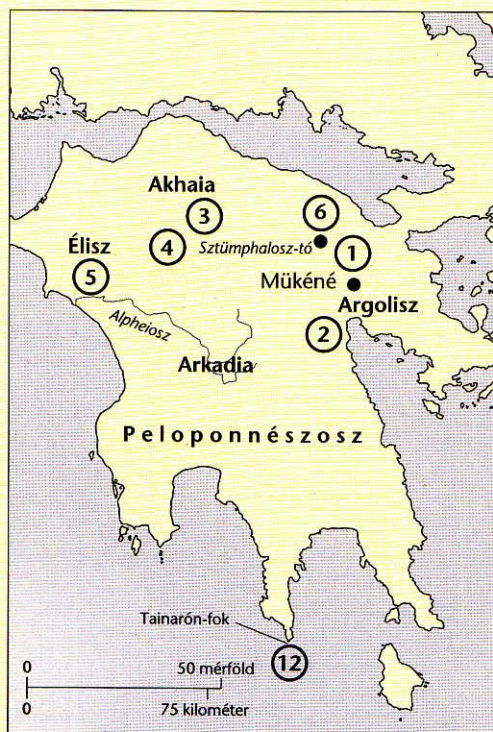 Akhaia
3
6
Sztümphalosz-tó
4
1
Élisz
5
Mükéné
Argolisz
Alpheiosz
2
Arkadia
Peloponnészosz
Tainarón-fok
12
0 50 mérföld
0 75 kilométer